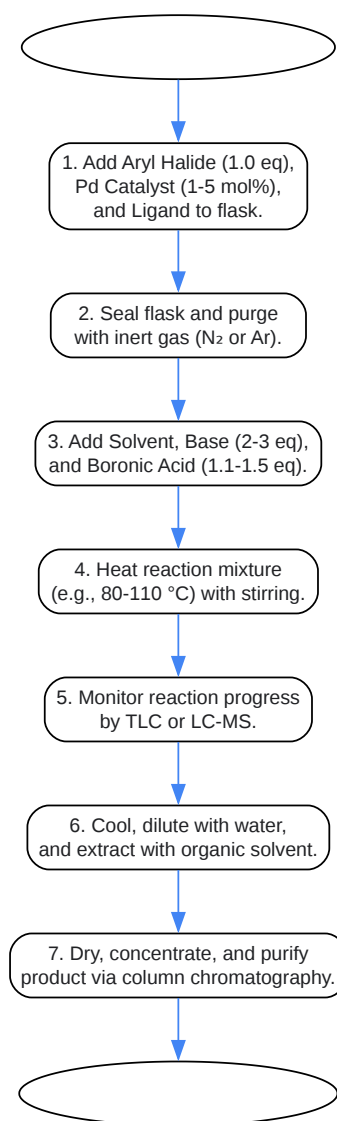 1. Add Aryl Halide (1.0 eq),
Pd Catalyst (1-5 mol%),
and Ligand to flask.
2. Seal flask and purge
with inert gas (N₂ or Ar).
3. Add Solvent, Base (2-3 eq),
and Boronic Acid (1.1-1.5 eq).
4. Heat reaction mixture
(e.g., 80-110 °C) with stirring.
5. Monitor reaction progress
by TLC or LC-MS.
6. Cool, dilute with water,
and extract with organic solvent.
7. Dry, concentrate, and purify
product via column chromatography.